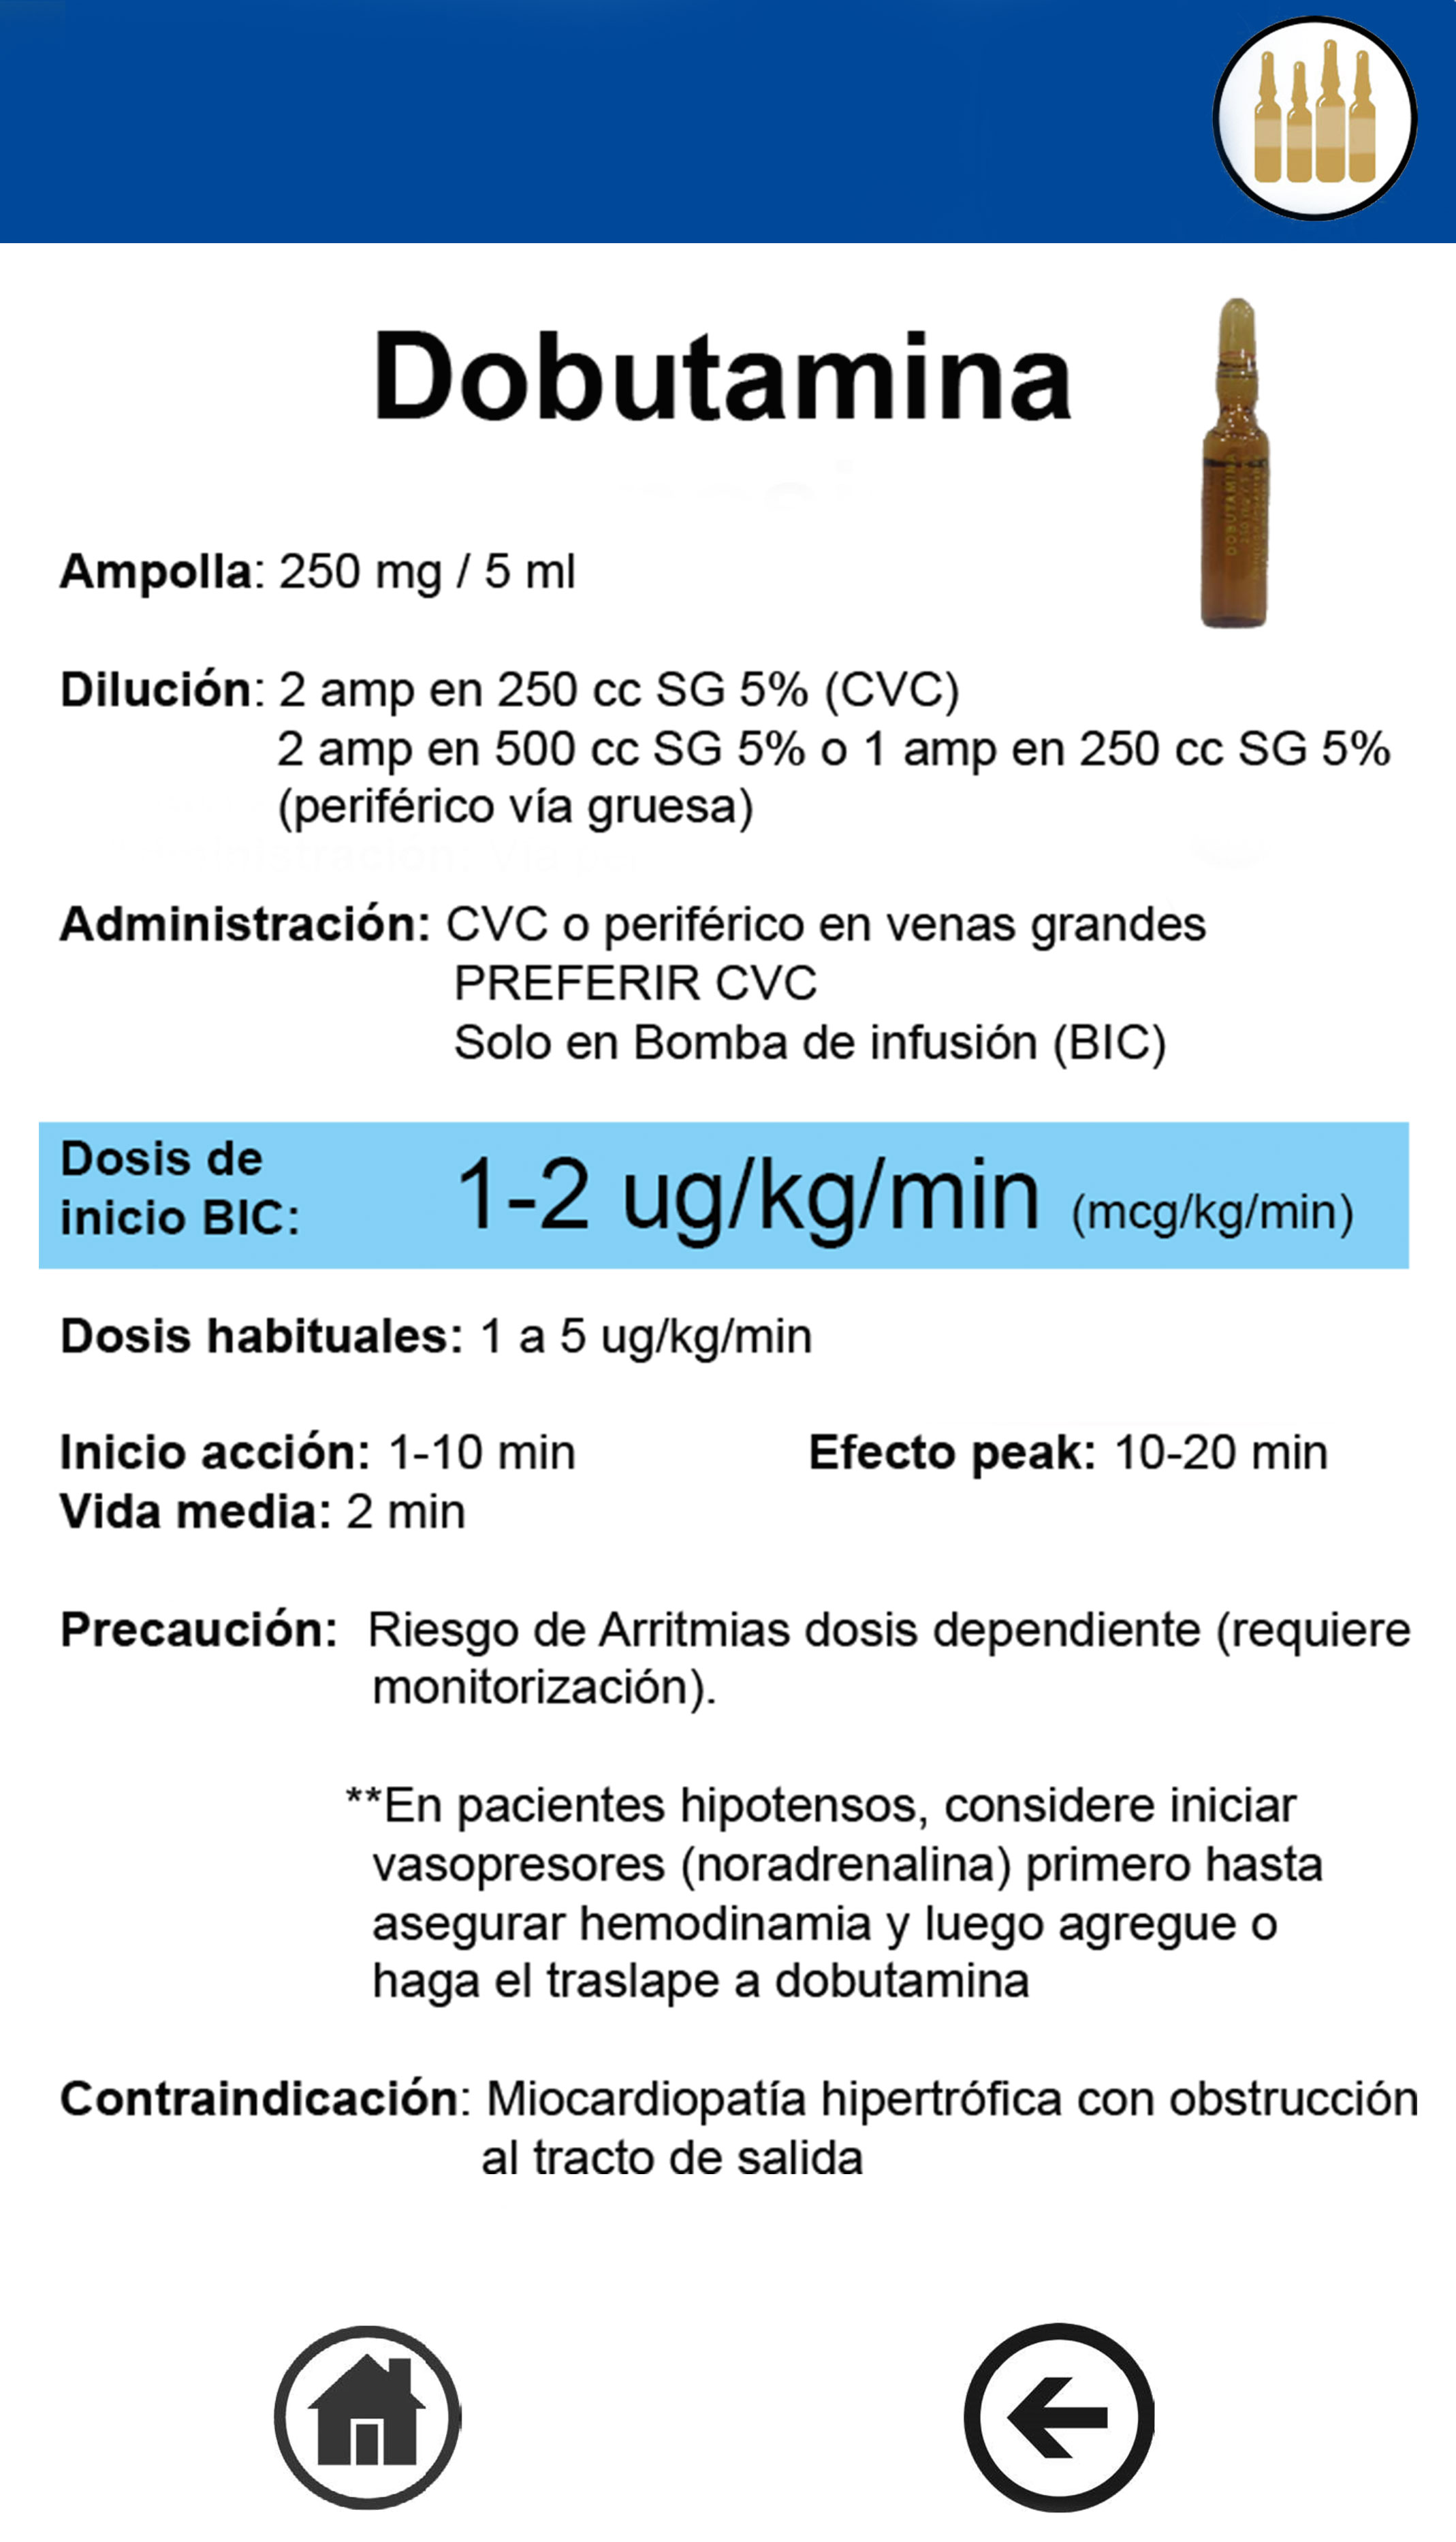 Dobutamina
DOBUTAMINA
Ampolla: 250 mg / 5 ml
Dilución: 2 amp en 250 cc SG 5% (CVC)
2 amp en 500 cc SG 5% o 1 amp en 250 cc SG 5%
(periférico vía gruesa)
Administración: CVC o periférico en venas grandes
PREFERIR CVC
Solo en Bomba de infusión (BIC)
Dosis de
inicio BIC: 1-2 ug/kg/min (mcg/kg/min)
Dosis habituales: 1 a 5 ug/kg/min
Inicio acción: 1-10 min Efecto peak: 10-20 min
Vida media: 2 min
Precaución: Riesgo de Arritmias dosis dependiente (requiere
monitorización).
**En pacientes hipotensos, considere iniciar
vasopresores (noradrenalina) primero hasta
asegurar hemodinamia y luego agregue o
haga el traslape a dobutamina
Contraindicación: Miocardiopatía hipertrófica con obstrucción
al tracto de salida